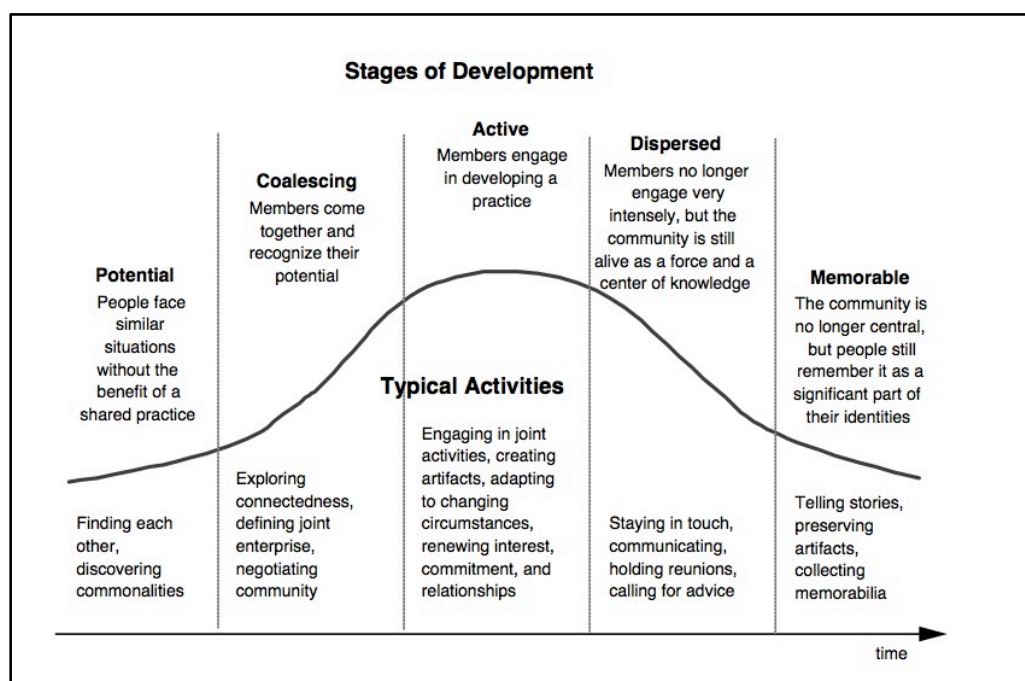 Stages of Development
Potential
People face
similar
situations
without the
benefit of a
shared practice
Coalescing
Members come
together and
recognize their
potential
Active
Members engage
in developing a
practice
Dispersed
Members no longer
engage very
intensely, but the
community is still
alive as a force and a
center of knowledge
Memorable
The community is
no longer central,
but people still
remember it as a
significant part of
their identities
Typical Activities
Finding each
other,
discovering
commonalities
Exploring
connectedness,
defining joint
enterprise,
negotiating
community
Engaging in joint
activities, creating
artifacts, adapting
to changing
circumstances,
renewing interest,
commitment, and
relationships
Staying in touch,
communicating,
holding reunions,
calling for advice
Telling stories,
preserving
artifacts,
collecting
memorabilia
time